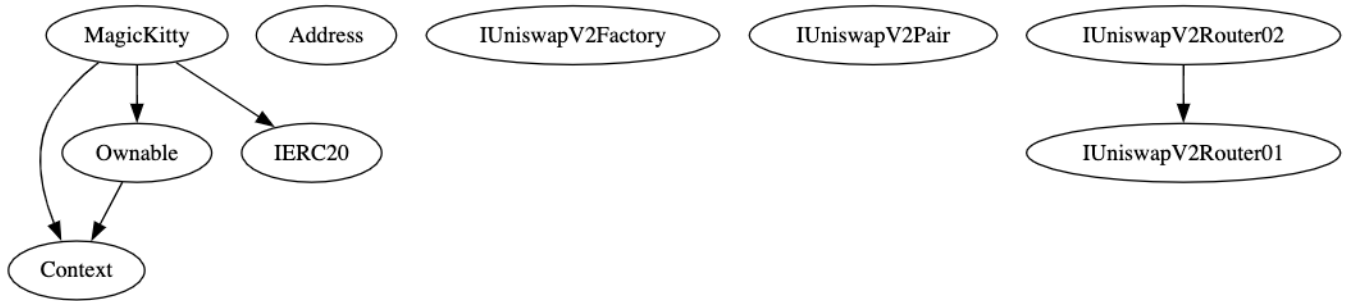 MagicKitty
Address
IUniswapV2Factory
IUniswapV2Pair
IUniswapV2Router02
Ownable
IERC20
IUniswapV2Router01
Context